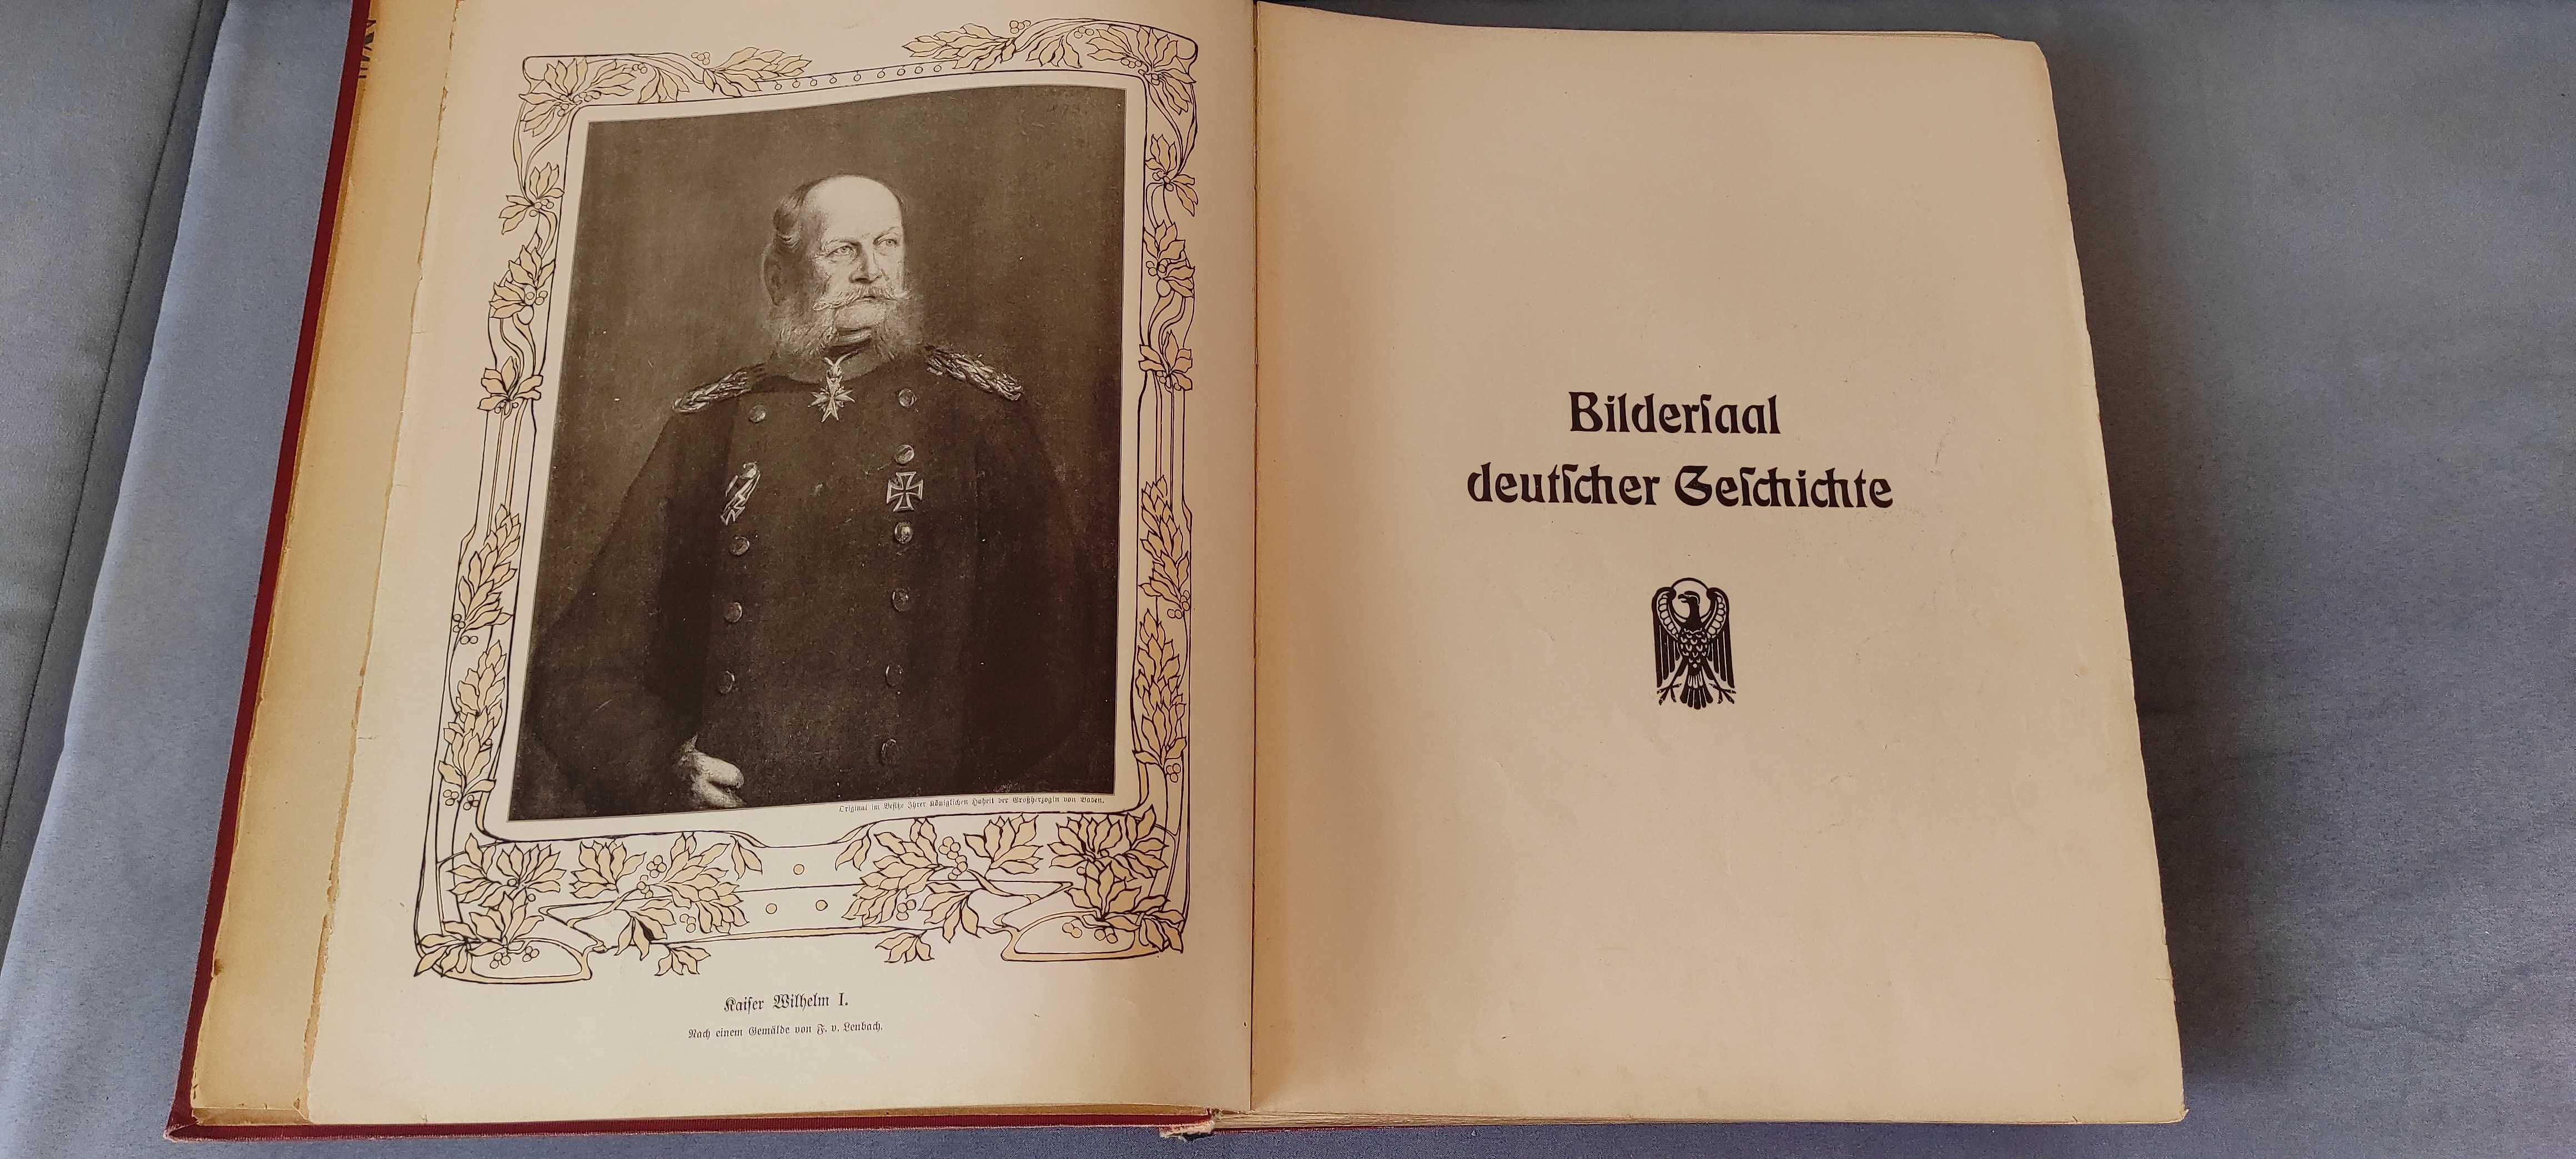 Original im Besitze Ihrer Königlichen Hoheit der Großherzogin von Baden.
Kaiſer Wilhelm I.
Nach einem Gemälde von F. v. Lenbach.
Bilderſaal
deutſcher Geſchichte